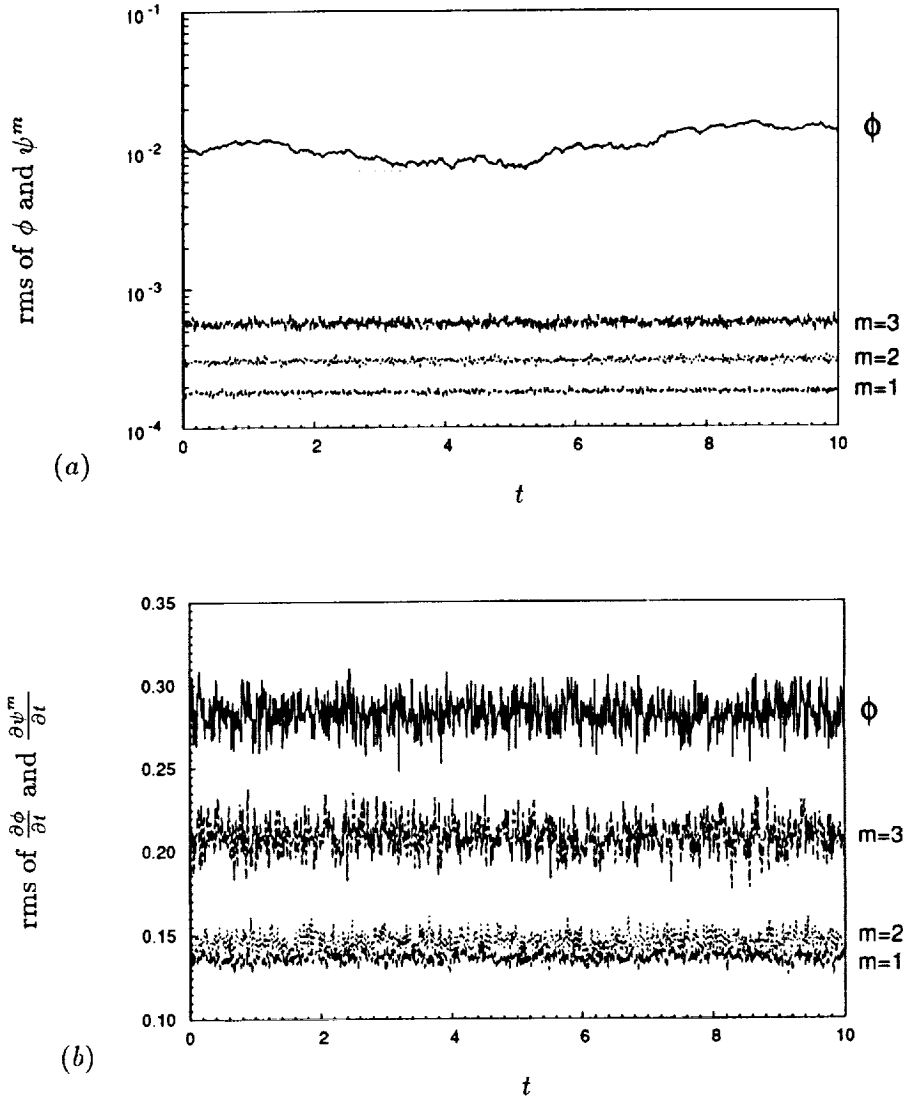 10⁻¹
10⁻²
10⁻³
10⁻⁴
rms of ϕ and ψᵐ
ϕ
m=3
m=2
m=1
0 2 4 6 8 10
(a)
t
0.35
0.30
0.25
0.20
0.15
0.10
rms of ∂ϕ/∂t and ∂ψᵐ/∂t
ϕ
m=3
m=2
m=1
0 2 4 6 8 10
(b)
t